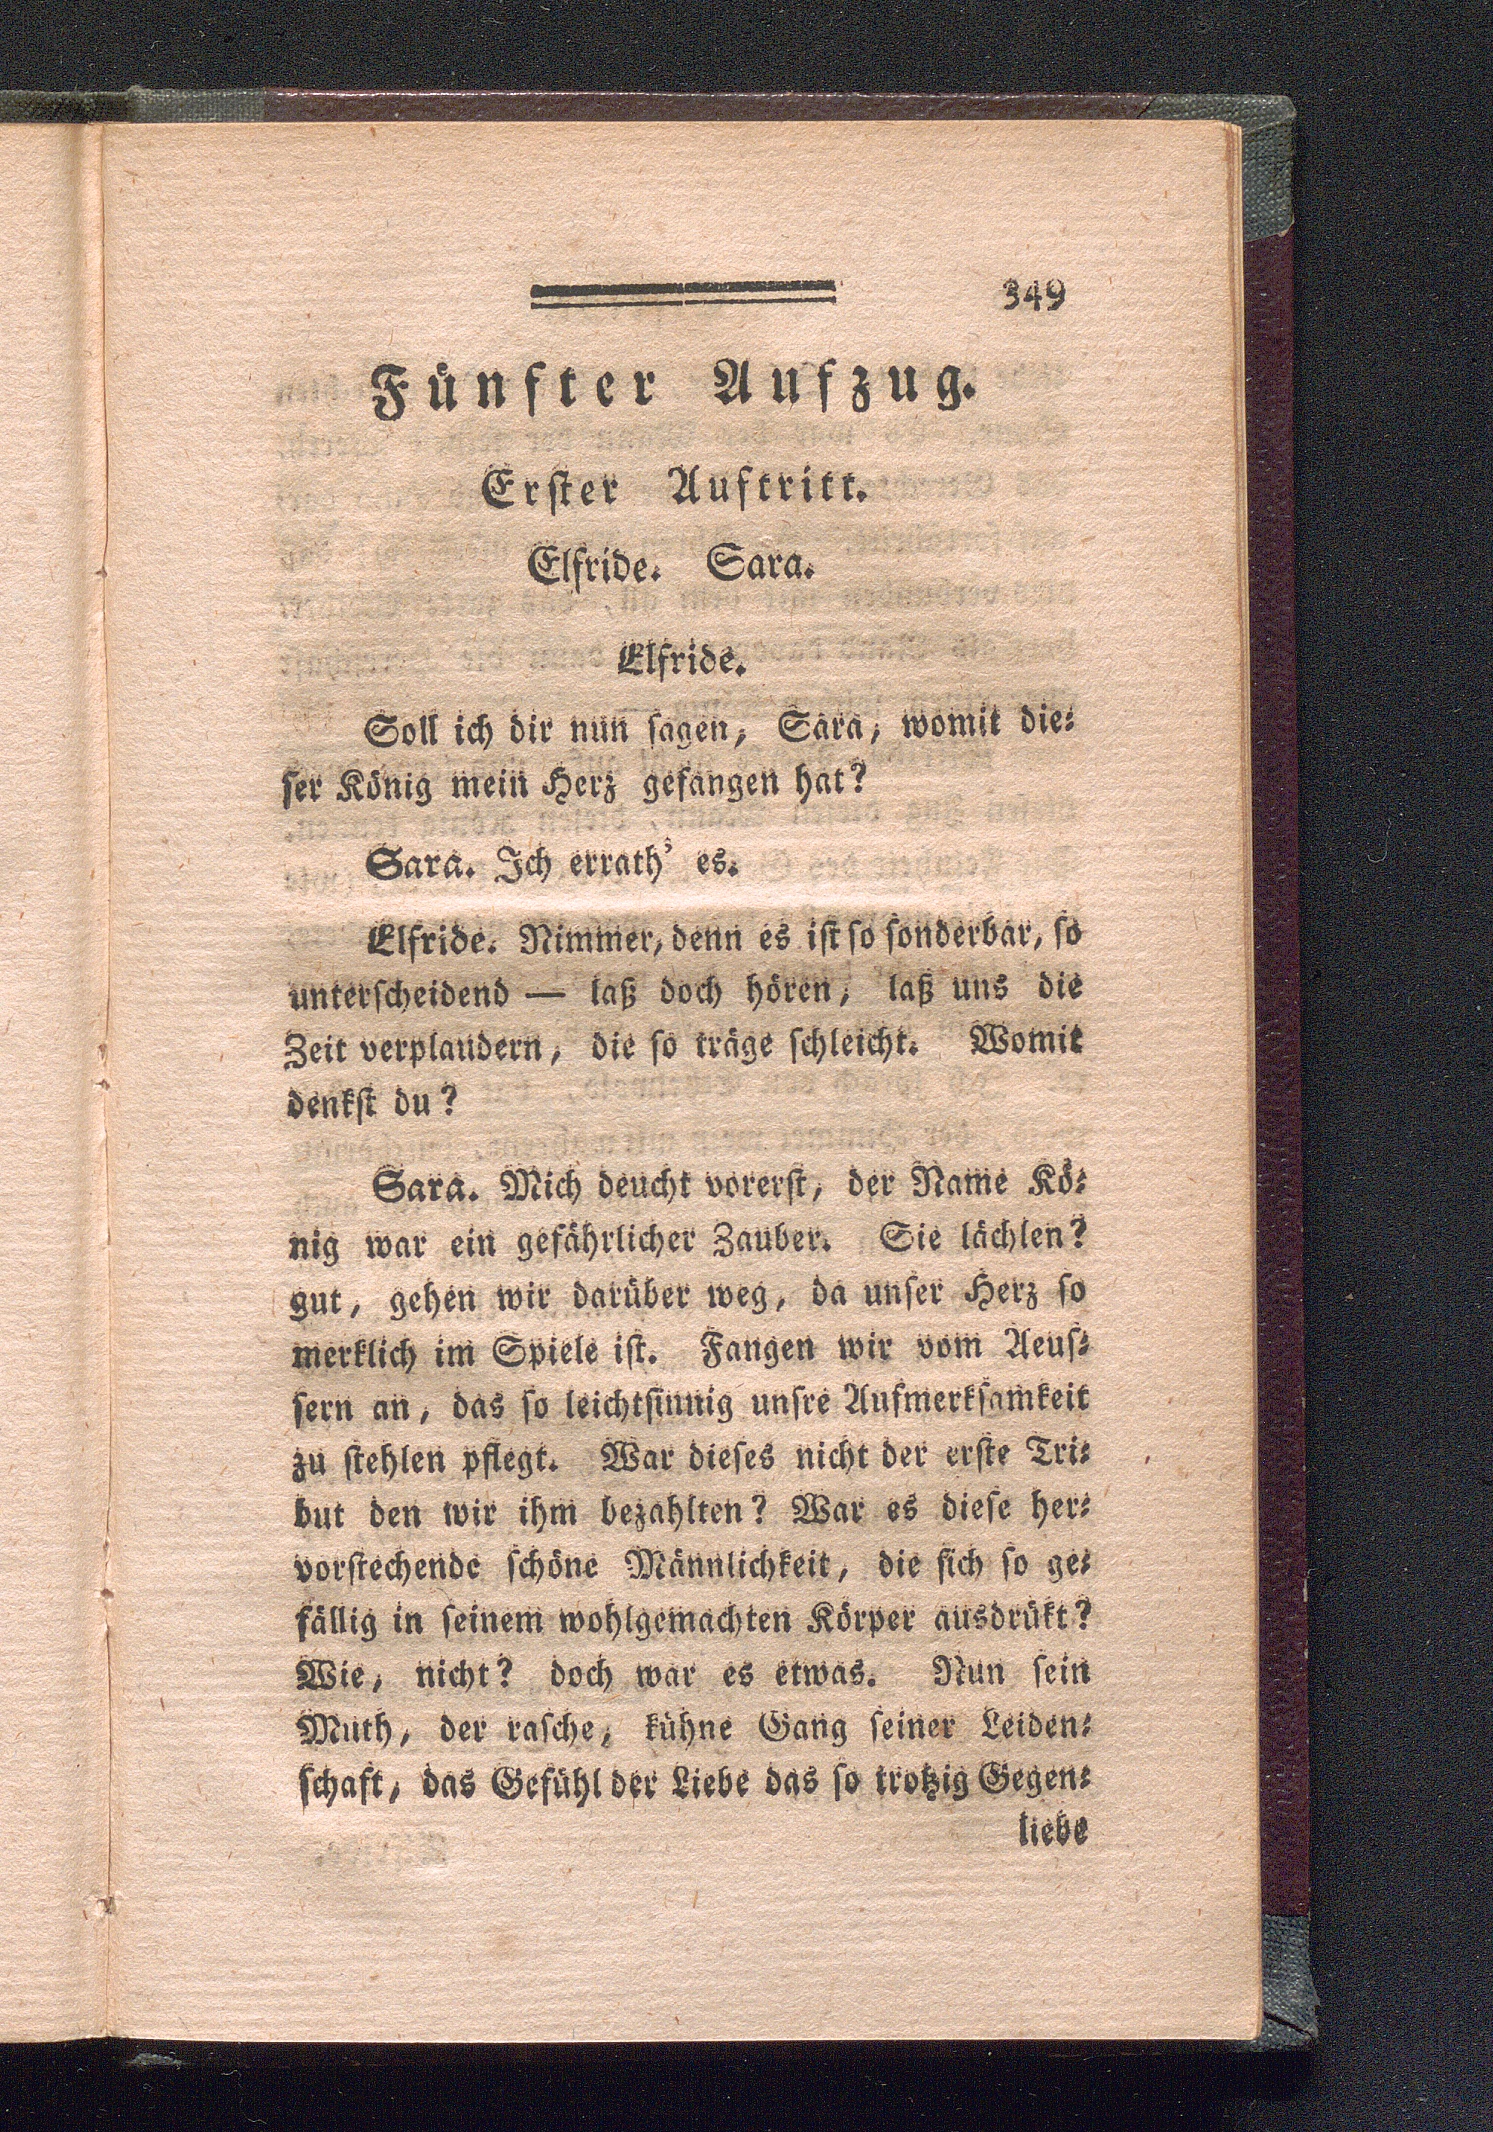 349
Fünfter Aufzug.
Erſter Auftritt.
Elfride. Sara.
Elfride.
Soll ich dir nun ſagen, Sara, womit die⸗
ſer König mein Herz gefangen hat?
Sara. Ich errath' es.
Elfride. Nimmer, denn es iſt ſo ſonderbar, ſo
unterſcheidend — laß doch hören, laß uns die
Zeit verplaudern, die ſo träge ſchleicht. Womit
denkſt du?
Sara. Mich deucht vorerſt, der Name Kö⸗
nig war ein gefährlicher Zauber. Sie lächlen?
gut, gehen wir darüber weg, da unſer Herz ſo
merklich im Spiele iſt. Fangen wir vom Aeuſ⸗
ſern an, das ſo leichtſinnig unſre Aufmerkſamkeit
zu ſtehlen pflegt. War dieſes nicht der erſte Tri⸗
but den wir ihm bezahlten? War es dieſe her⸗
vorſtechende ſchöne Männlichkeit, die ſich ſo ge⸗
fällig in ſeinem wohlgemachten Körper ausdrükt?
Wie, nicht? doch war es etwas. Nun ſein
Muth, der raſche, kühne Gang ſeiner Leiden⸗
ſchaft, das Gefühl der Liebe das ſo trotzig Gegen⸗
liebe